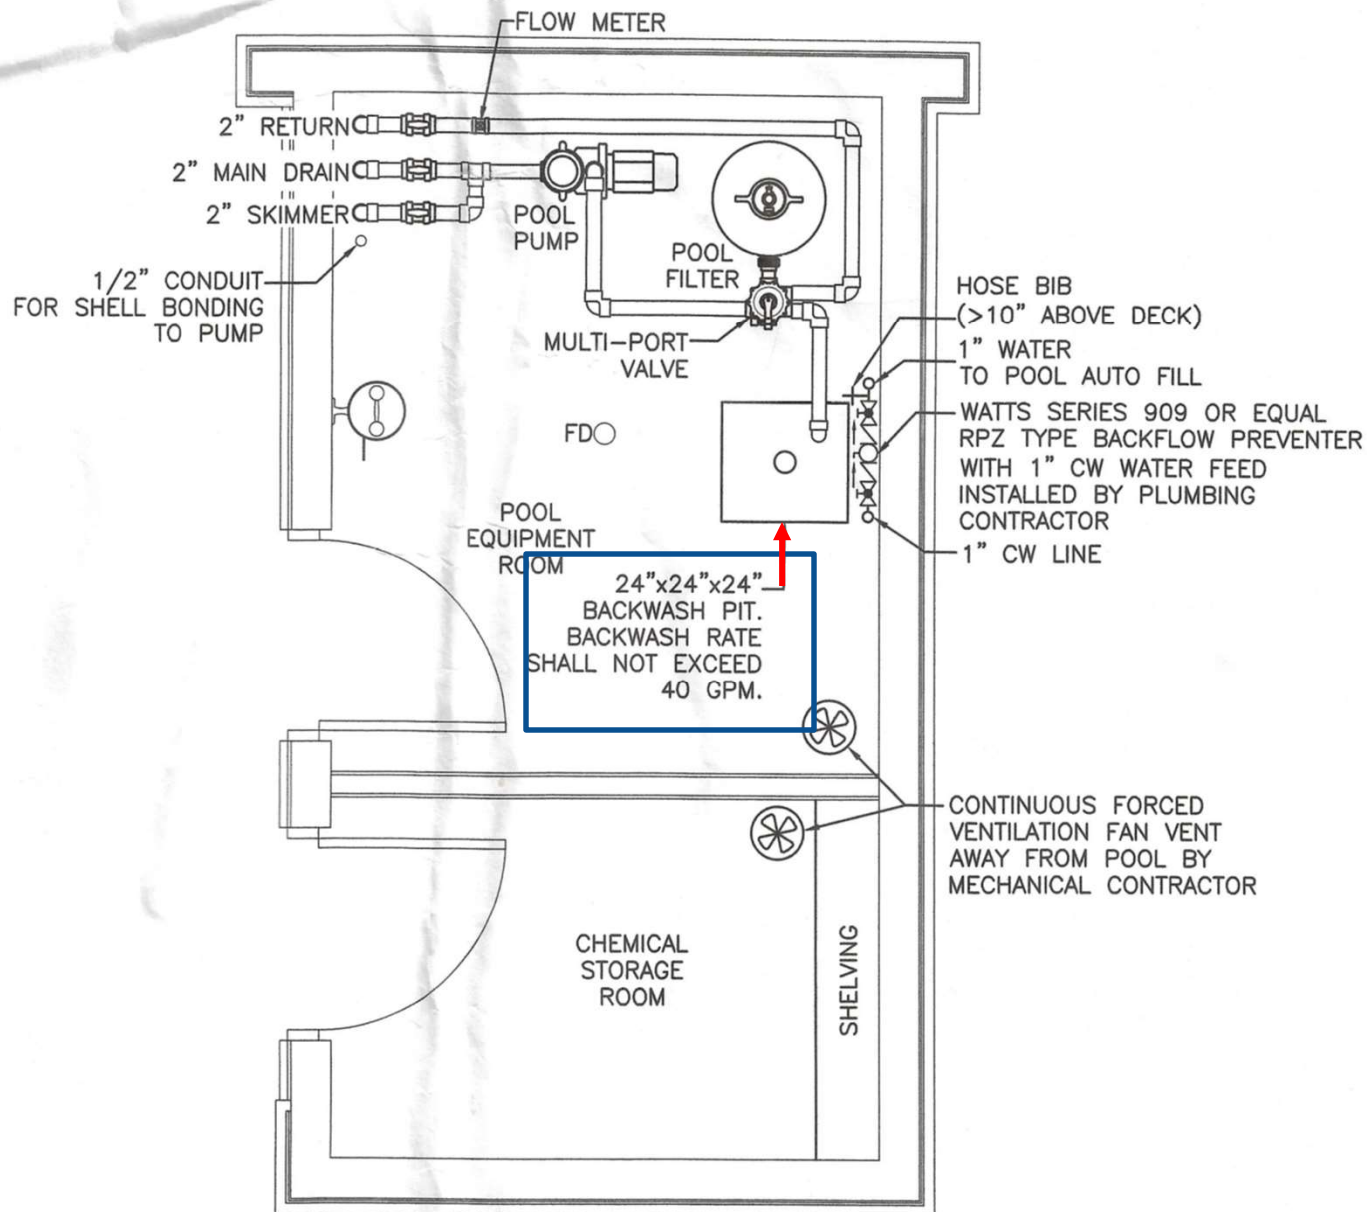 FLOW METER
2" RETURN
2" MAIN DRAIN
2" SKIMMER
POOL
PUMP
POOL
FILTER
1/2" CONDUIT
FOR SHELL BONDING
TO PUMP
MULTI-PORT
VALVE
HOSE BIB
(>10" ABOVE DECK)
1" WATER
TO POOL AUTO FILL
WATTS SERIES 909 OR EQUAL
RPZ TYPE BACKFLOW PREVENTER
WITH 1" CW WATER FEED
INSTALLED BY PLUMBING
CONTRACTOR
1" CW LINE
FD
POOL
EQUIPMENT
ROOM
24"x24"x24"
BACKWASH PIT.
BACKWASH RATE
SHALL NOT EXCEED
40 GPM.
CONTINUOUS FORCED
VENTILATION FAN VENT
AWAY FROM POOL BY
MECHANICAL CONTRACTOR
CHEMICAL
STORAGE
ROOM
SHELVING